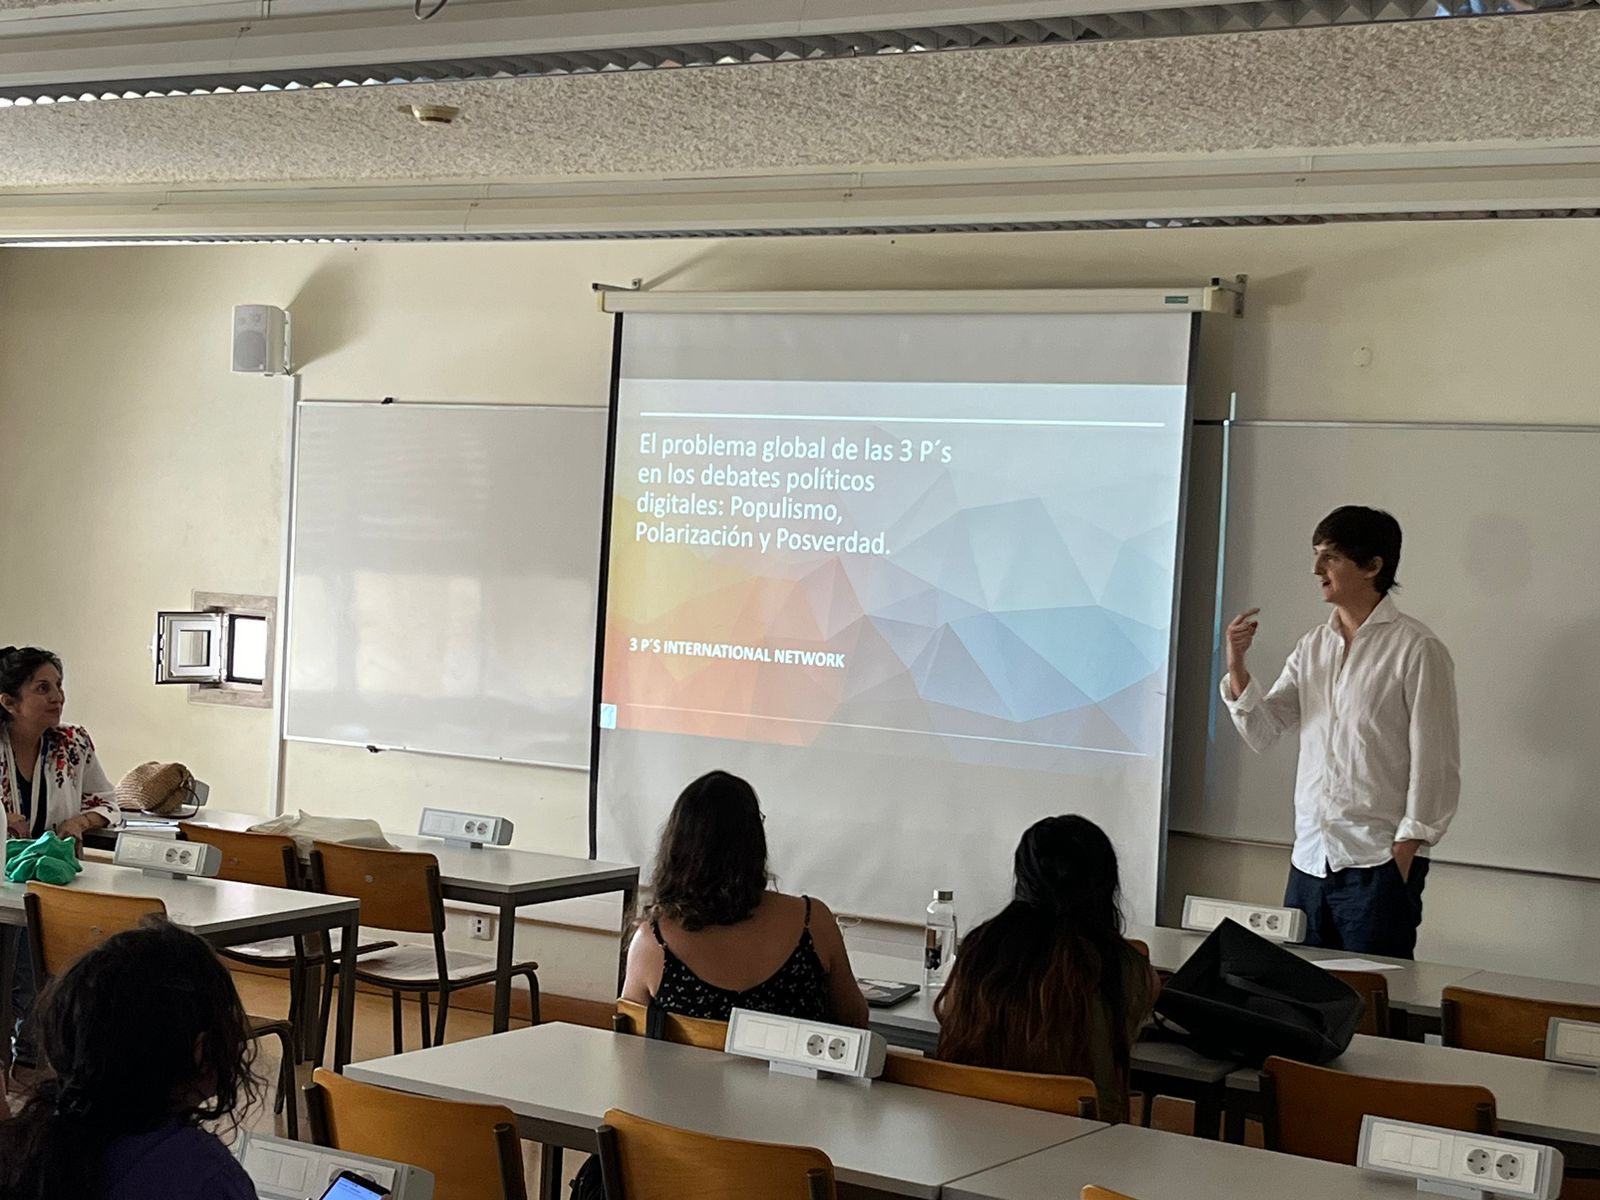 El problema global de las 3 P´s
en los debates políticos
digitales: Populismo,
Polarización y Posverdad.
3 P´S INTERNATIONAL NETWORK